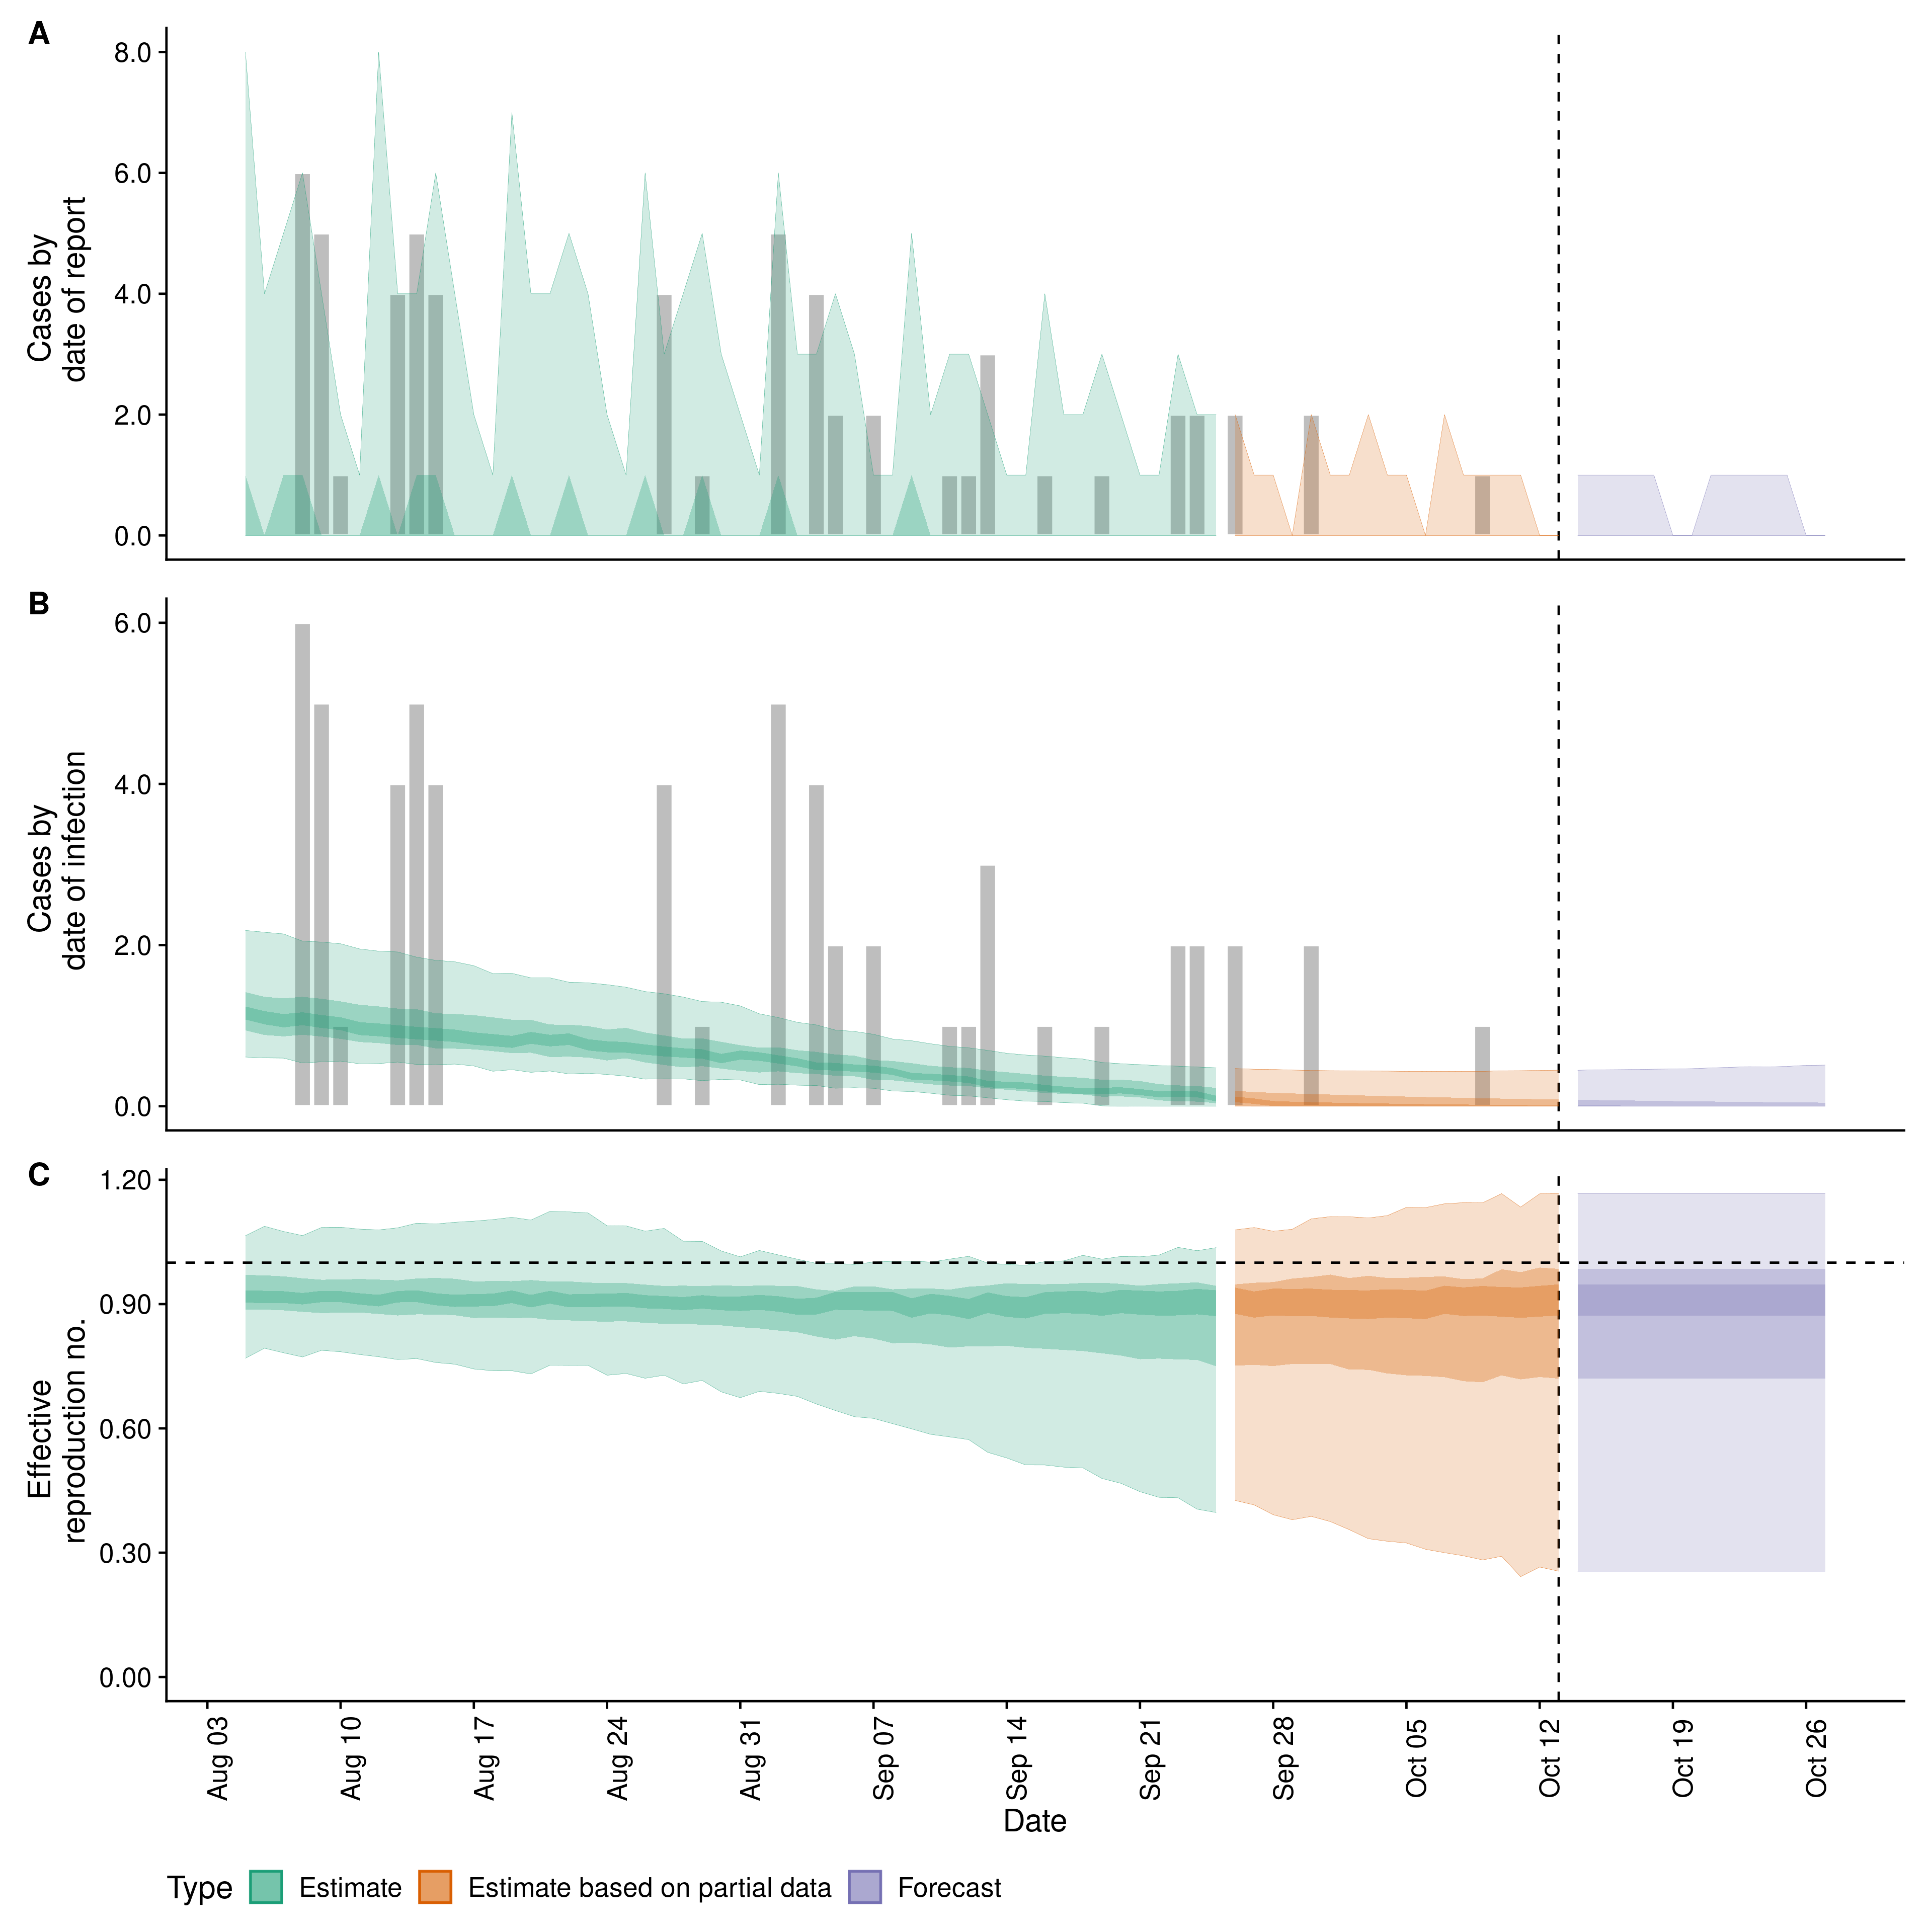 A
8.0
6.0
4.0
2.0
0.0
Cases by
date of report
B
6.0
4.0
2.0
0.0
Cases by
date of infection
C
1.20
0.90
0.60
0.30
0.00
Effective
reproduction no.
Aug 03
Aug 10
Aug 17
Aug 24
Aug 31
Sep 07
Sep 14
Sep 21
Sep 28
Oct 05
Oct 12
Oct 19
Oct 26
Date
Type
Estimate
Estimate based on partial data
Forecast